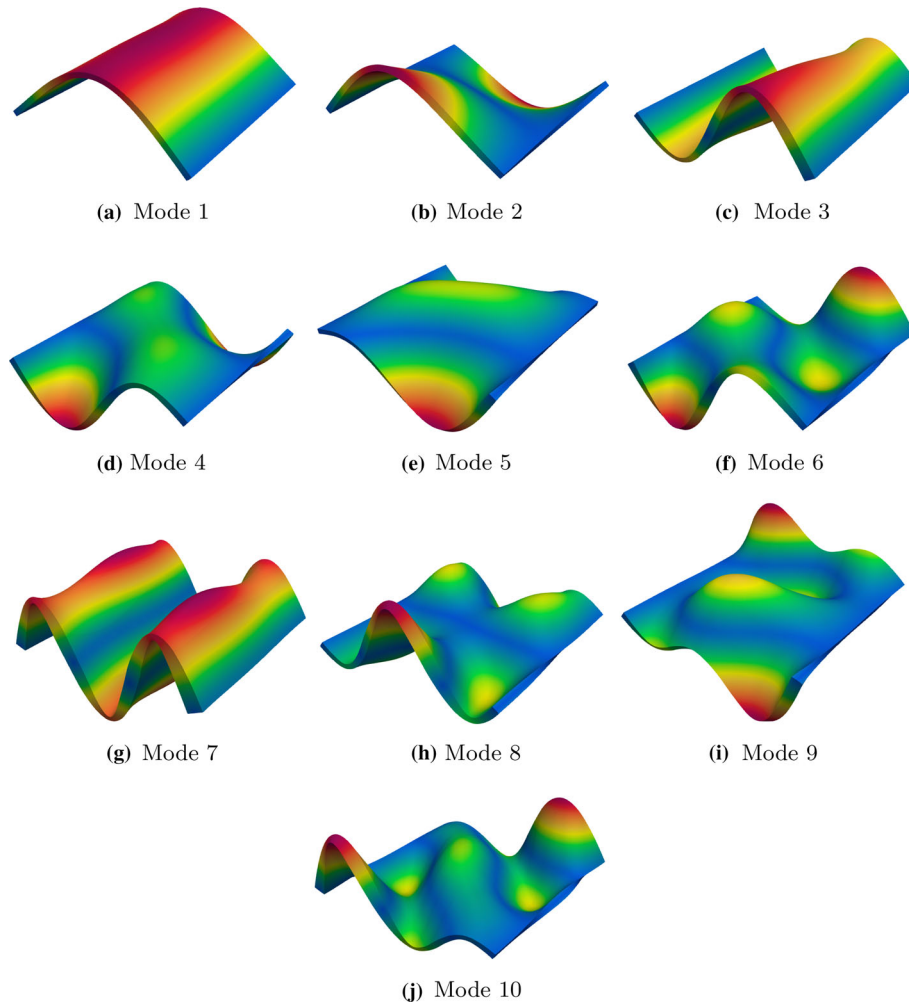 (a) Mode 1
(b) Mode 2
(c) Mode 3
(d) Mode 4
(e) Mode 5
(f) Mode 6
(g) Mode 7
(h) Mode 8
(i) Mode 9
(j) Mode 10